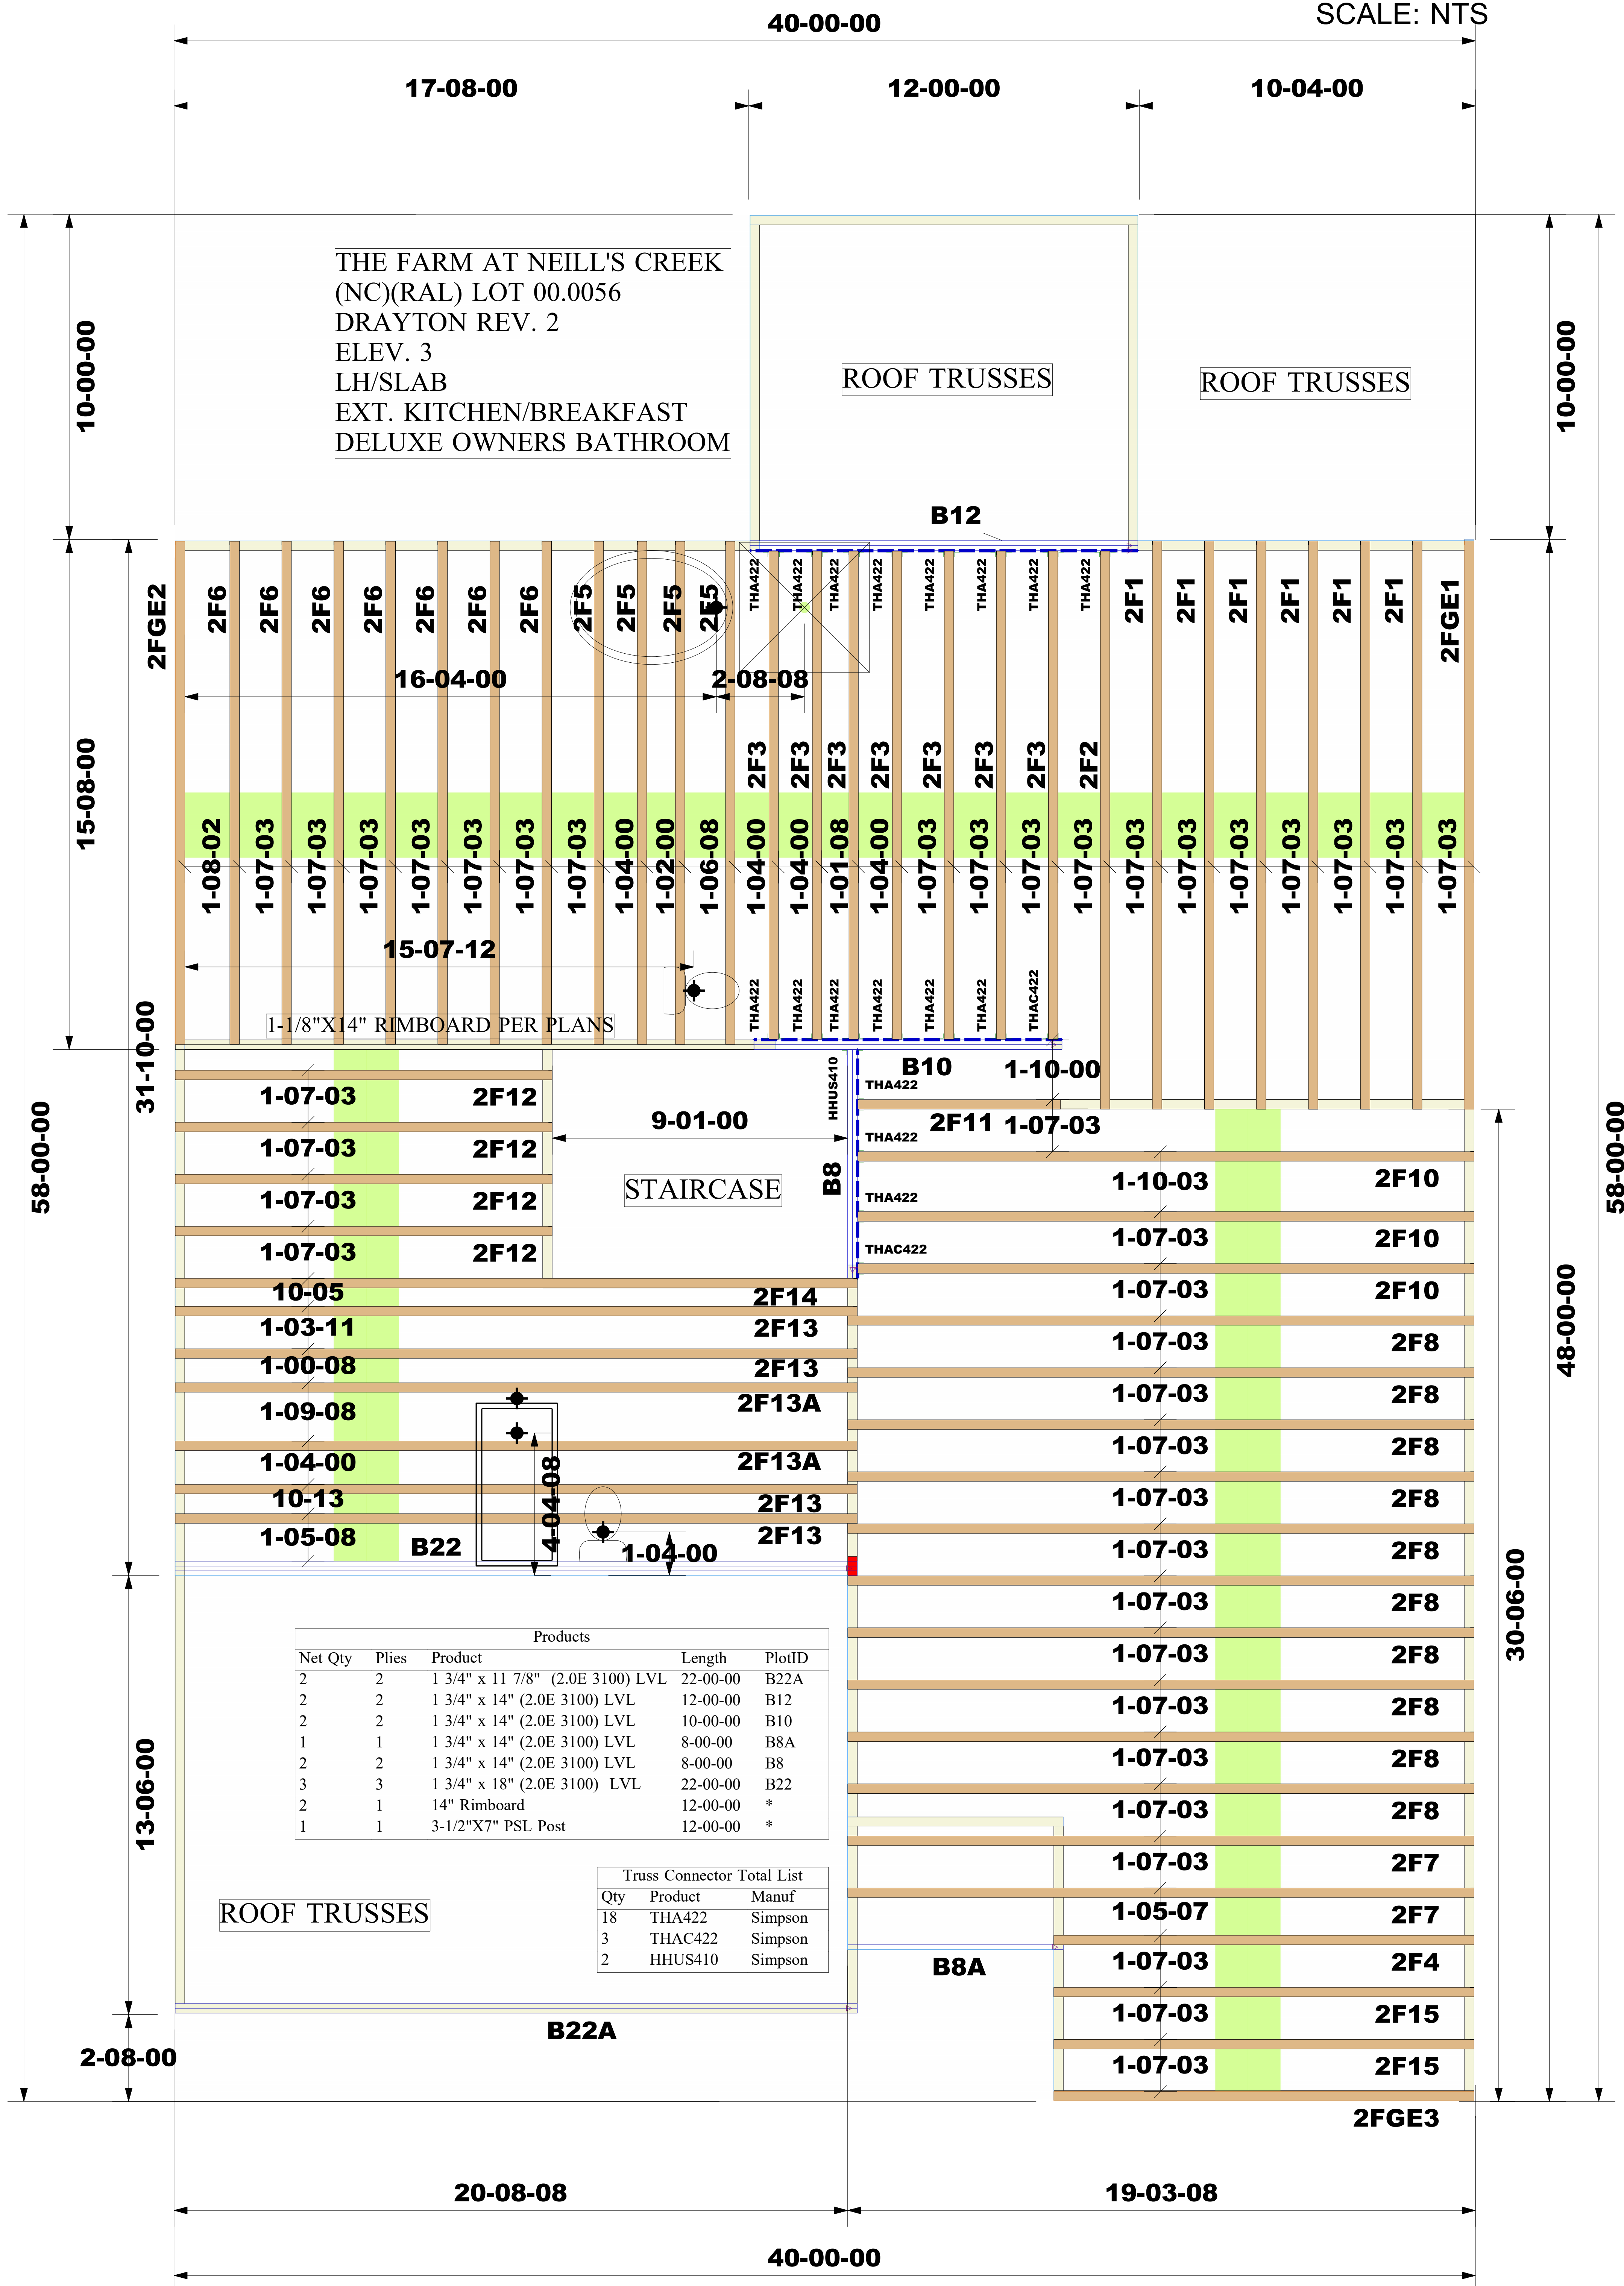 SCALE: NTS
40-00-00
17-08-00 12-00-00 10-04-00
THE FARM AT NEILL'S CREEK
(NC)(RAL) LOT 00.0056
DRAYTON REV. 2
ELEV. 3
LH/SLAB
EXT. KITCHEN/BREAKFAST
DELUXE OWNERS BATHROOM
10-00-00
ROOF TRUSSES
ROOF TRUSSES
10-00-00
B12
2FGE2 2F6 2F6 2F6 2F6 2F6 2F6 2F6 2F5 2F5 2F5 2F5
THA422 THA422 THA422 THA422 THA422 THA422 THA422
2F1 2F1 2F1 2F1 2F1 2F1 2FGE1
16-04-00 2-08-08
2F3 2F3 2F3 2F3 2F3 2F3 2F3 2F2
15-08-00
1-08-02 1-07-03 1-07-03 1-07-03 1-07-03 1-07-03 1-07-03 1-07-03 1-04-00 1-02-00 1-06-08 1-04-00 1-04-00 1-01-08 1-04-00 1-07-03 1-07-03 1-07-03 1-07-03 1-07-03 1-07-03 1-07-03 1-07-03 1-07-03 1-07-03 1-07-03
15-07-12
THA422 THA422 THA422 THA422 THA422 THA422 THAC422
1-1/8"X14" RIMBOARD PER PLANS
31-10-00
58-00-00
B10 1-10-00
HHUS410
THA422
1-07-03 2F12
9-01-00
2F11 1-07-03
THA422
1-07-03 2F12
STAIRCASE
B8
1-10-03 2F10
THA422
1-07-03 2F12
1-07-03 2F10
THAC422
1-07-03 2F12
1-07-03 2F10
10-05 2F14
1-03-11 2F13
1-07-03 2F8
1-00-08 2F13
1-07-03 2F8
1-09-08 2F13A
1-07-03 2F8
1-04-00 2F13A
1-07-03 2F8
10-13 2F13
1-05-08 B22 4-04-08 1-04-00 2F13
1-07-03 2F8
58-00-00
48-00-00
30-06-00
1-07-03 2F8
1-07-03 2F8
1-07-03 2F8
1-07-03 2F8
1-07-03 2F8
1-07-03 2F7
1-05-07 2F7
1-07-03 2F4
1-07-03 2F15
1-07-03 2F15
2FGE3
13-06-00
Products
Net Qty Plies Product Length PlotID
2 2 1 3/4" x 11 7/8" (2.0E 3100) LVL 22-00-00 B22A
2 2 1 3/4" x 14" (2.0E 3100) LVL 12-00-00 B12
2 2 1 3/4" x 14" (2.0E 3100) LVL 10-00-00 B10
1 1 1 3/4" x 14" (2.0E 3100) LVL 8-00-00 B8A
2 2 1 3/4" x 14" (2.0E 3100) LVL 8-00-00 B8
3 3 1 3/4" x 18" (2.0E 3100) LVL 22-00-00 B22
2 1 14" Rimboard 12-00-00 *
1 1 3-1/2"X7" PSL Post 12-00-00 *
Truss Connector Total List
Qty Product Manuf
18 THA422 Simpson
3 THAC422 Simpson
2 HHUS410 Simpson
ROOF TRUSSES
B8A
B22A
2-08-00
20-08-08 19-03-08
40-00-00